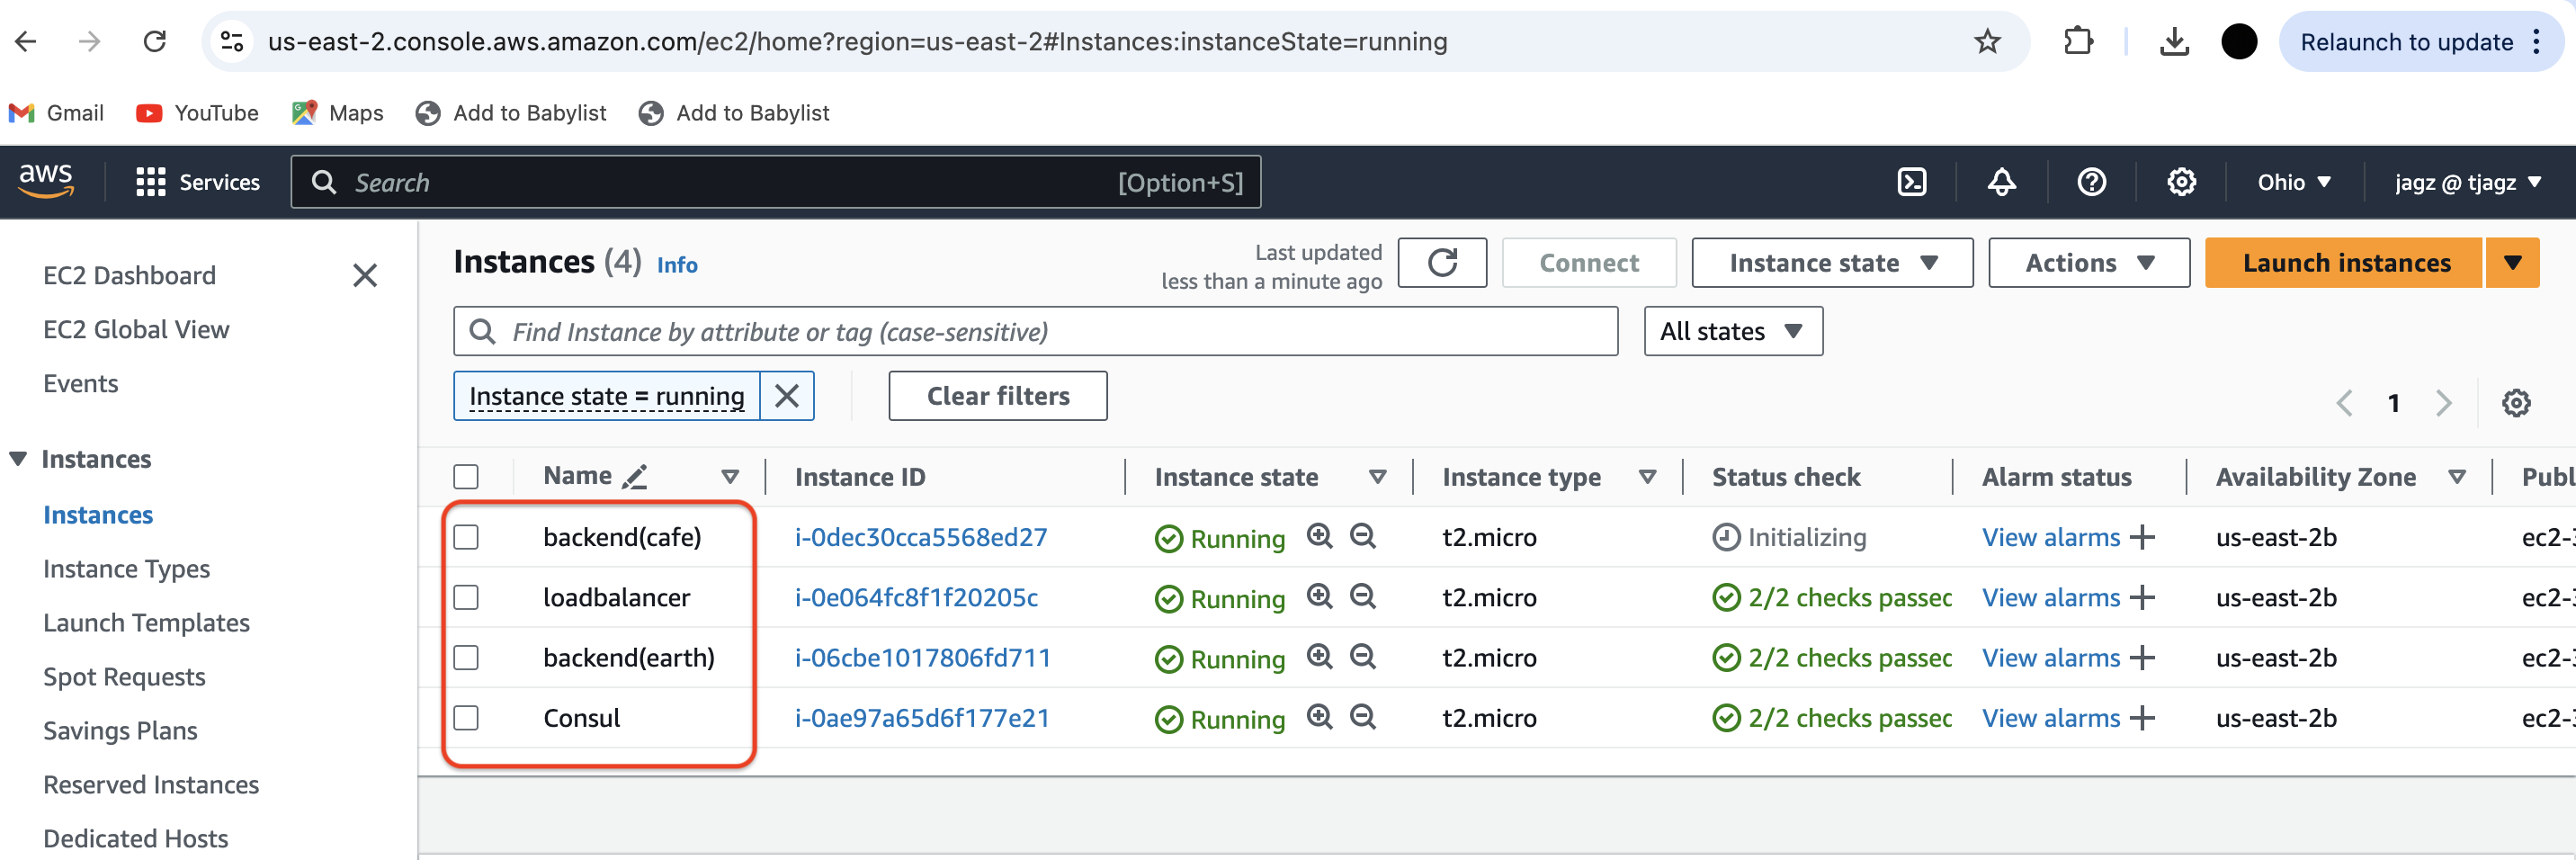 us-east-2.console.aws.amazon.com/ec2/home?region=us-east-2#Instances:instanceState=running
Relaunch to update
Gmail YouTube Maps Add to Babylist Add to Babylist
aws Services Search [Option+S] Ohio jagz @ tjagz
EC2 Dashboard
EC2 Global View
Events
Instances
Instances
Instance Types
Launch Templates
Spot Requests
Savings Plans
Reserved Instances
Dedicated Hosts
Instances (4) Info
Last updated
less than a minute ago
Connect Instance state Actions Launch instances
Find Instance by attribute or tag (case-sensitive) All states
Instance state = running Clear filters
1
Name Instance ID Instance state Instance type Status check Alarm status Availability Zone Publ
backend(cafe) i-0dec30cca5568ed27 Running t2.micro Initializing View alarms + us-east-2b ec2-3
loadbalancer i-0e064fc8f1f20205c Running t2.micro 2/2 checks passed View alarms + us-east-2b ec2-3
backend(earth) i-06cbe1017806fd711 Running t2.micro 2/2 checks passed View alarms + us-east-2b ec2-3
Consul i-0ae97a65d6f177e21 Running t2.micro 2/2 checks passed View alarms + us-east-2b ec2-3